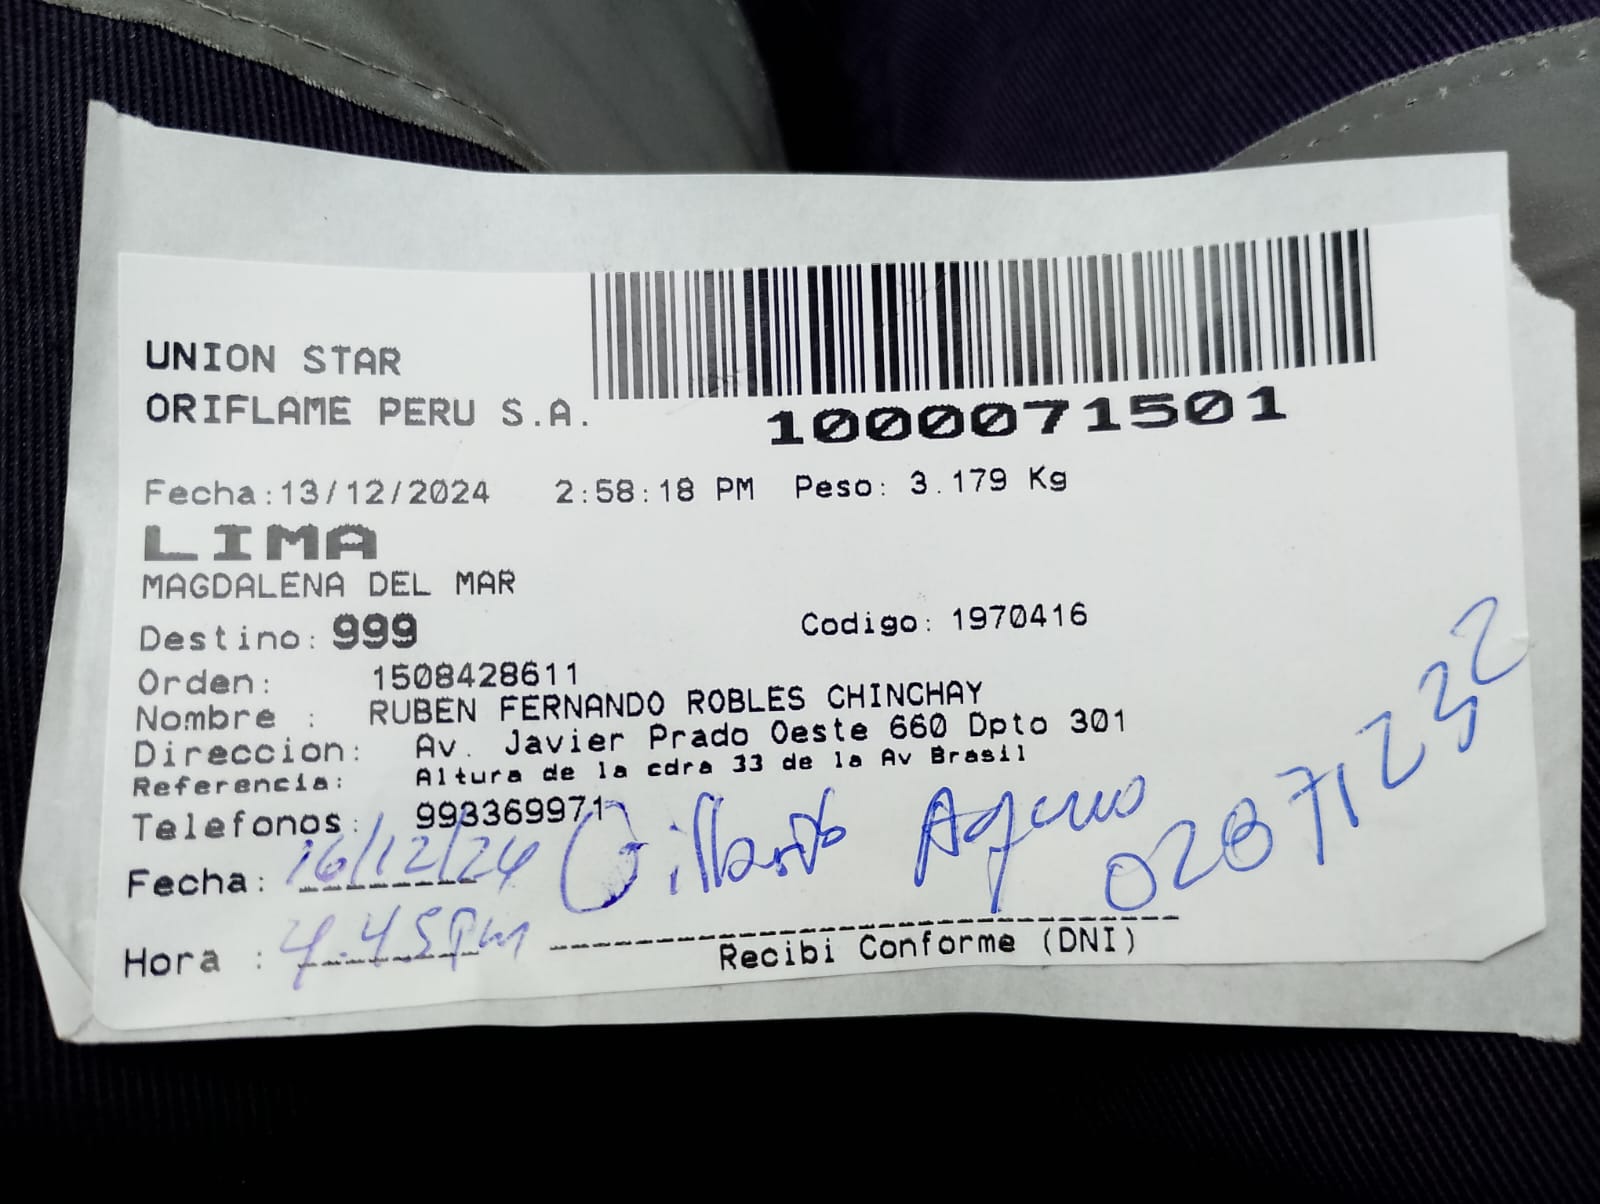 UNION STAR
ORIFLAME PERU S.A.
1000071501
Fecha:13/12/2024 2:58:18 PM Peso: 3.179 Kg
LIMA
MAGDALENA DEL MAR
Destino: 999 Codigo: 1970416
Orden: 1508428611
Nombre : RUBEN FERNANDO ROBLES CHINCHAY
Direccion: Av. Javier Prado Oeste 660 Dpto 301
Referencia: Altura de la cdra 33 de la Av Brasil
Telefonos: 993369971
Fecha: 16/12/24
Hora : 4.45pm
Recibi Conforme (DNI)